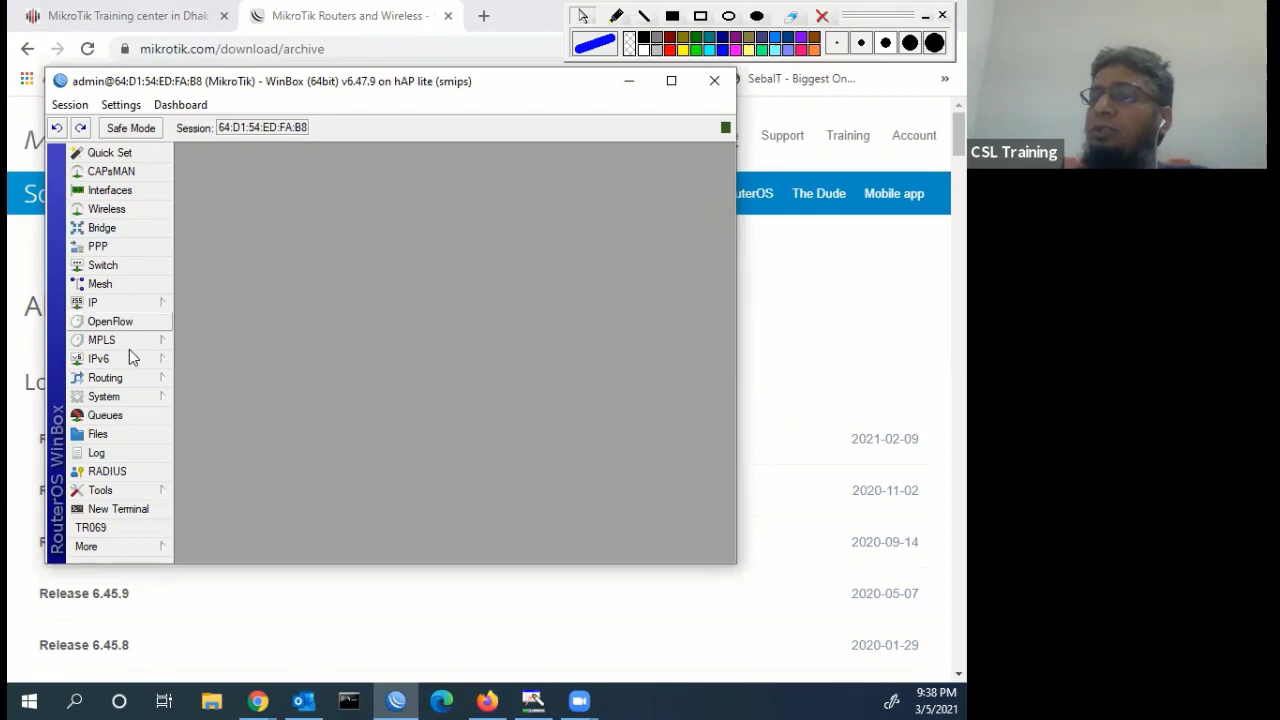 MikroTik Training center in Dhak
MikroTik Routers and Wireless -
mikrotik.com/download/archive
SebaIT - Biggest On...
»
admin@64:D1:54:ED:FA:B8 (MikroTik) - WinBox (64bit) v6.47.9 on hAP lite (smips)
Session Settings Dashboard
Safe Mode Session: 64:D1:54:ED:FA:B8
Support Training Account
The Dude Mobile app
Quick Set
CAPsMAN
Interfaces
Wireless
Bridge
PPP
Switch
Mesh
IP
OpenFlow
MPLS
IPv6
Routing
System
Queues
Files
Log
RADIUS
Tools
New Terminal
TR069
More
RouterOS WinBox
2021-02-09
2020-11-02
2020-09-14
Release 6.45.9 2020-05-07
Release 6.45.8 2020-01-29
CSL Training
9:38 PM
3/5/2021